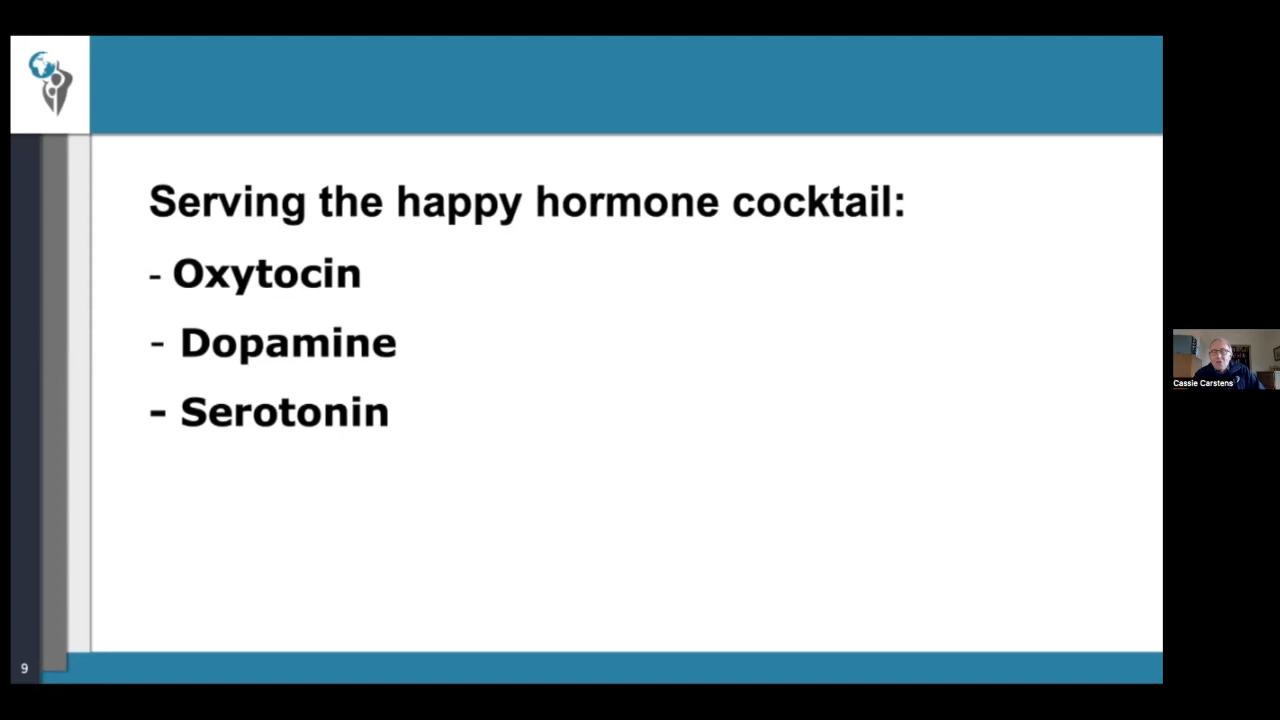 Serving the happy hormone cocktail:
- Oxytocin
- Dopamine
- Serotonin
Cassie Carstens
9